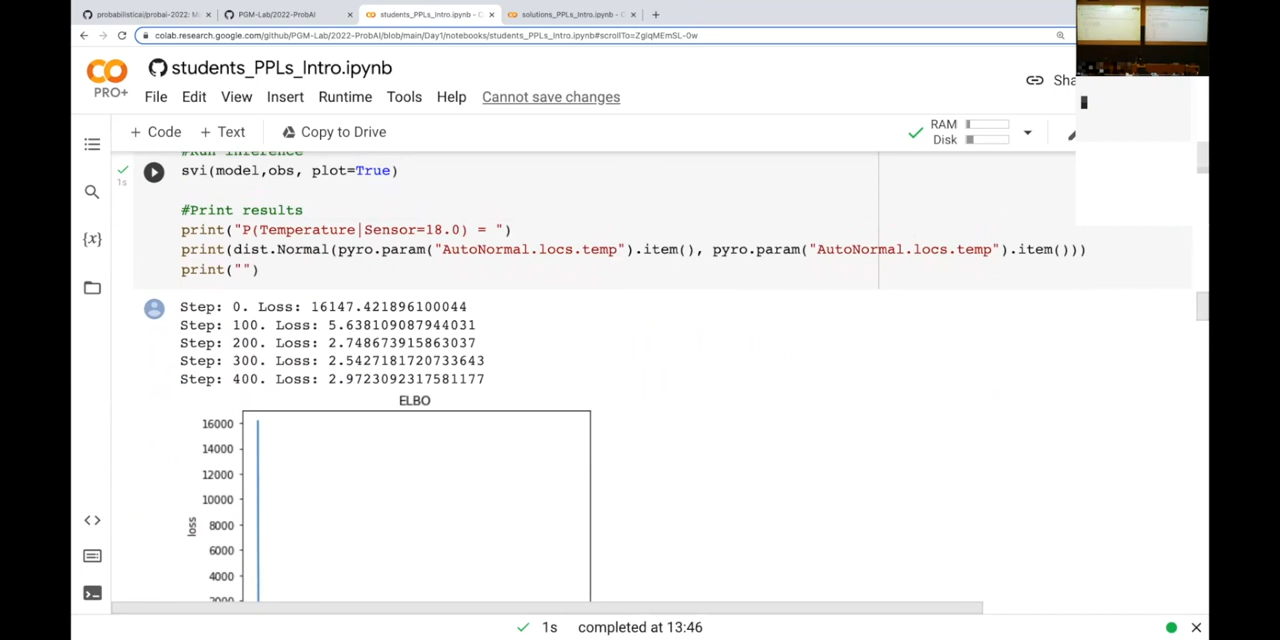 probabilisticai/probai-2022: M
PGM-Lab/2022-ProbAI
students_PPLs_Intro.ipynb - C
solutions_PPLs_Intro.ipynb - C
colab.research.google.com/github/PGM-Lab/2022-ProbAI/blob/main/Day1/notebooks/students_PPLs_Intro.ipynb#scrollTo=ZglqMEmSL-0w
students_PPLs_Intro.ipynb
PRO+
File Edit View Insert Runtime Tools Help Cannot save changes
Sha
+ Code + Text Copy to Drive
RAM
Disk
#Run inference
1s
svi(model,obs, plot=True)
#Print results
print("P(Temperature|Sensor=18.0) = ")
print(dist.Normal(pyro.param("AutoNormal.locs.temp").item(), pyro.param("AutoNormal.locs.temp").item()))
print("")
Step: 0. Loss: 16147.421896100044
Step: 100. Loss: 5.638109087944031
Step: 200. Loss: 2.748673915863037
Step: 300. Loss: 2.5427181720733643
Step: 400. Loss: 2.9723092317581177
ELBO
16000
14000
12000
10000
8000
6000
4000
2000
loss
1s completed at 13:46